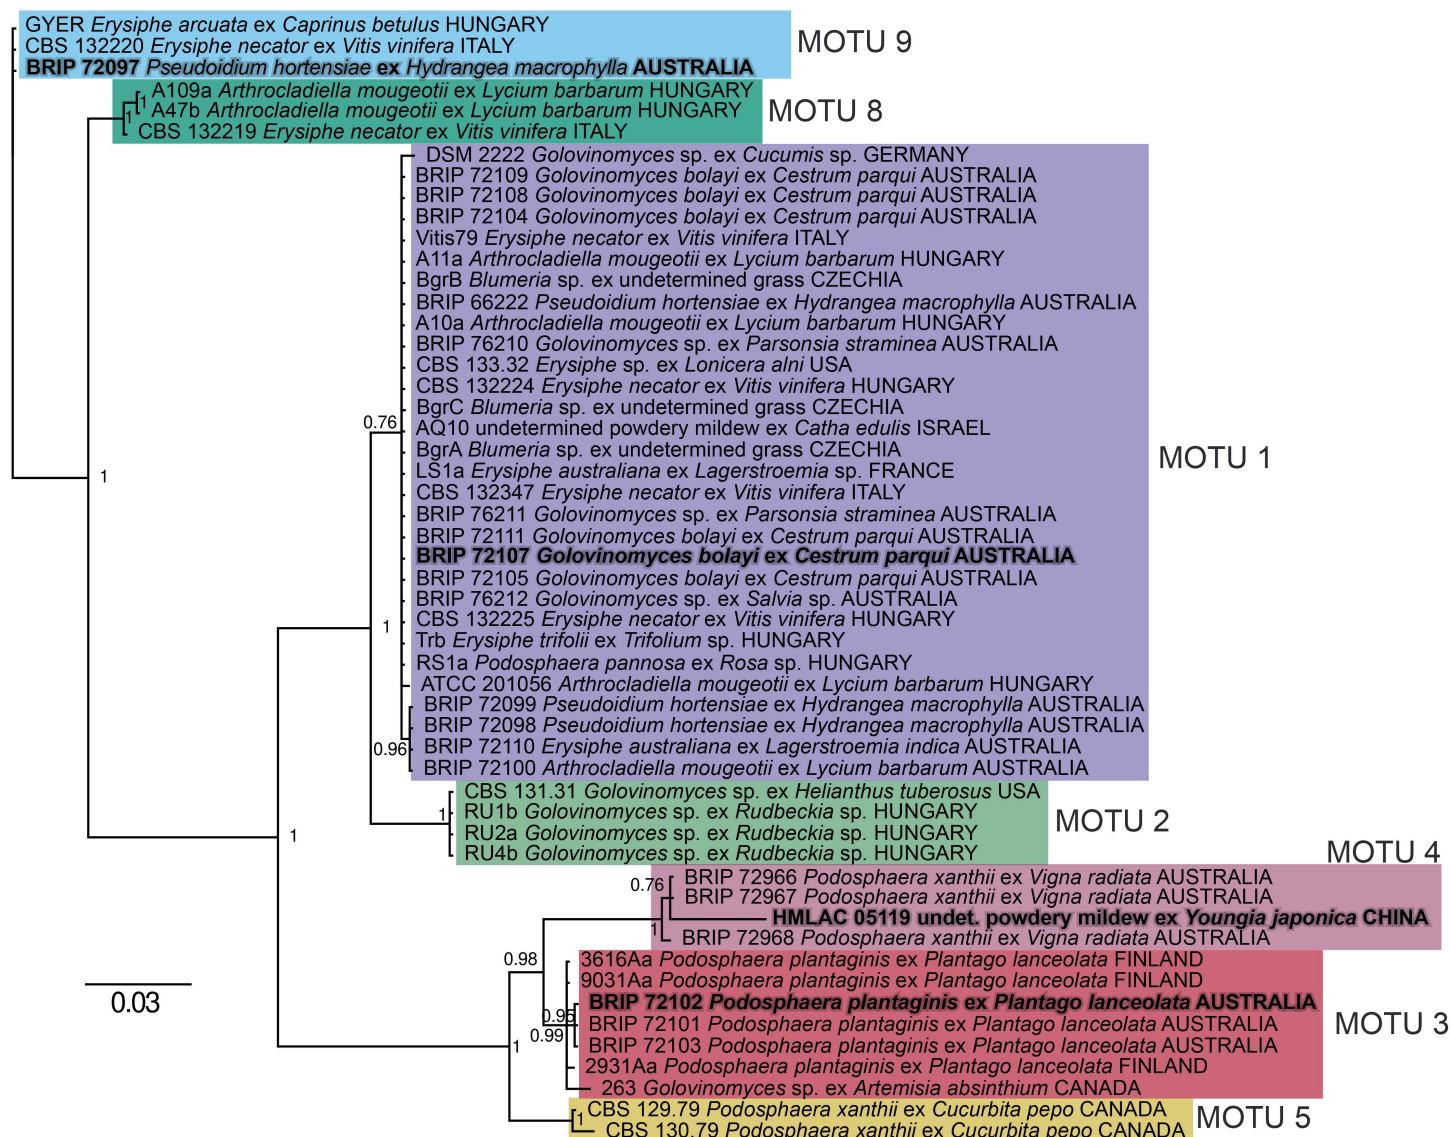 GYER Erysiphe arcuata ex Caprinus betulus HUNGARY
CBS 132220 Erysiphe necator ex Vitis vinifera ITALY
MOTU 9
BRIP 72097 Pseudoidium hortensiae ex Hydrangea macrophylla AUSTRALIA
A109a Arthrocladiella mougeotii ex Lycium barbarum HUNGARY
1
A47b Arthrocladiella mougeotii ex Lycium barbarum HUNGARY
1
MOTU 8
CBS 132219 Erysiphe necator ex Vitis vinifera ITALY
DSM 2222 Golovinomyces sp. ex Cucumis sp. GERMANY
BRIP 72109 Golovinomyces bolayi ex Cestrum parqui AUSTRALIA
BRIP 72108 Golovinomyces bolayi ex Cestrum parqui AUSTRALIA
BRIP 72104 Golovinomyces bolayi ex Cestrum parqui AUSTRALIA
Vitis79 Erysiphe necator ex Vitis vinifera ITALY
A11a Arthrocladiella mougeotii ex Lycium barbarum HUNGARY
BgrB Blumeria sp. ex undetermined grass CZECHIA
BRIP 66222 Pseudoidium hortensiae ex Hydrangea macrophylla AUSTRALIA
A10a Arthrocladiella mougeotii ex Lycium barbarum HUNGARY
BRIP 76210 Golovinomyces sp. ex Parsonsia straminea AUSTRALIA
CBS 133.32 Erysiphe sp. ex Lonicera alni USA
CBS 132224 Erysiphe necator ex Vitis vinifera HUNGARY
BgrC Blumeria sp. ex undetermined grass CZECHIA
0.76
AQ10 undetermined powdery mildew ex Catha edulis ISRAEL
BgrA Blumeria sp. ex undetermined grass CZECHIA
MOTU 1
LS1a Erysiphe australiana ex Lagerstroemia sp. FRANCE
1
CBS 132347 Erysiphe necator ex Vitis vinifera ITALY
BRIP 76211 Golovinomyces sp. ex Parsonsia straminea AUSTRALIA
BRIP 72111 Golovinomyces bolayi ex Cestrum parqui AUSTRALIA
BRIP 72107 Golovinomyces bolayi ex Cestrum parqui AUSTRALIA
BRIP 72105 Golovinomyces bolayi ex Cestrum parqui AUSTRALIA
BRIP 76212 Golovinomyces sp. ex Salvia sp. AUSTRALIA
CBS 132225 Erysiphe necator ex Vitis vinifera HUNGARY
1
Trb Erysiphe trifolii ex Trifolium sp. HUNGARY
RS1a Podosphaera pannosa ex Rosa sp. HUNGARY
ATCC 201056 Arthrocladiella mougeotii ex Lycium barbarum HUNGARY
BRIP 72099 Pseudoidium hortensiae ex Hydrangea macrophylla AUSTRALIA
BRIP 72098 Pseudoidium hortensiae ex Hydrangea macrophylla AUSTRALIA
0.96
BRIP 72110 Erysiphe australiana ex Lagerstroemia indica AUSTRALIA
BRIP 72100 Arthrocladiella mougeotii ex Lycium barbarum AUSTRALIA
CBS 131.31 Golovinomyces sp. ex Helianthus tuberosus USA
1
RU1b Golovinomyces sp. ex Rudbeckia sp. HUNGARY
MOTU 2
RU2a Golovinomyces sp. ex Rudbeckia sp. HUNGARY
1
RU4b Golovinomyces sp. ex Rudbeckia sp. HUNGARY
MOTU 4
BRIP 72966 Podosphaera xanthii ex Vigna radiata AUSTRALIA
0.76
BRIP 72967 Podosphaera xanthii ex Vigna radiata AUSTRALIA
HMLAC 05119 undet. powdery mildew ex Youngia japonica CHINA
1
BRIP 72968 Podosphaera xanthii ex Vigna radiata AUSTRALIA
0.98
3616Aa Podosphaera plantaginis ex Plantago lanceolata FINLAND
9031Aa Podosphaera plantaginis ex Plantago lanceolata FINLAND
0.03
BRIP 72102 Podosphaera plantaginis ex Plantago lanceolata AUSTRALIA
0.95
BRIP 72101 Podosphaera plantaginis ex Plantago lanceolata AUSTRALIA
MOTU 3
0.99
BRIP 72103 Podosphaera plantaginis ex Plantago lanceolata AUSTRALIA
1
2931Aa Podosphaera plantaginis ex Plantago lanceolata FINLAND
263 Golovinomyces sp. ex Artemisia absinthium CANADA
CBS 129.79 Podosphaera xanthii ex Cucurbita pepo CANADA
1
MOTU 5
CBS 130.79 Podosphaera xanthii ex Cucurbita pepo CANADA